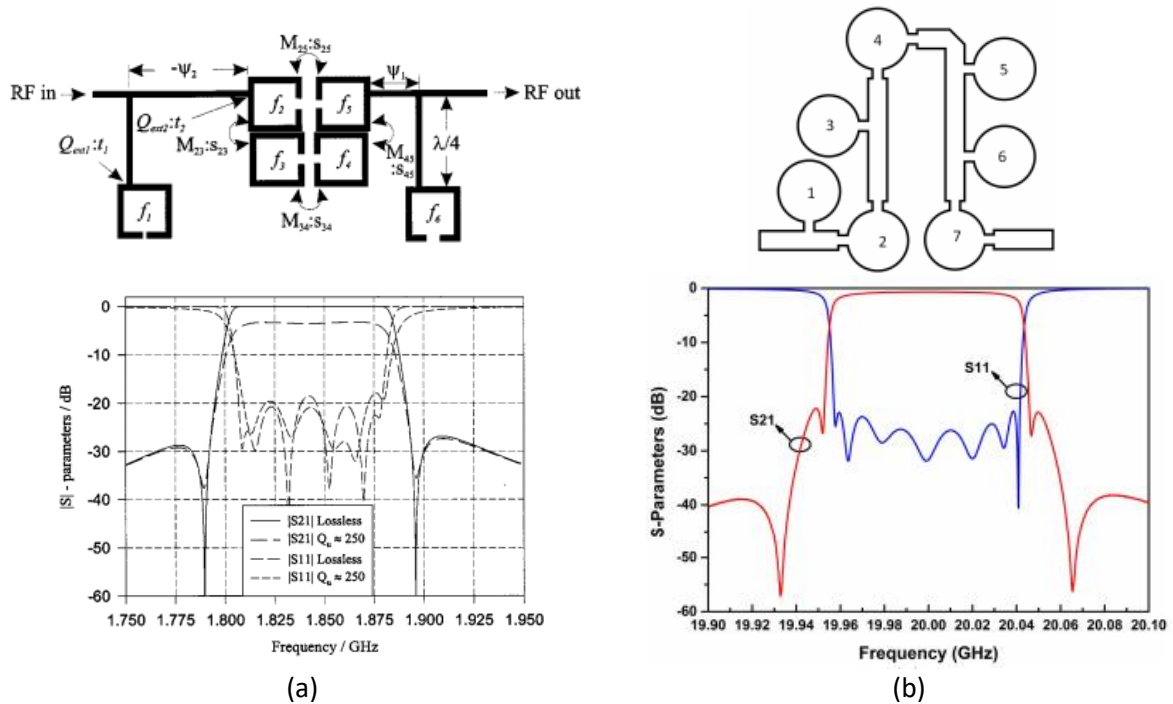 M₂₅:s₂₅
-Ψ₂
Ψ₁
RF in
RF out
f₂
f₅
Qₑₓₜ₂:t₂
λ/4
Qₑₓₜ₁:t₁
M₂₃:s₂₃
f₃
f₄
M₄₅
:s₄₅
f₁
M₃₄:s₃₄
f₆
0
-10
-20
-30
-40
-50
-60
|S| - parameters / dB
|S21| Lossless
|S21| Qᵤ ≈ 250
|S11| Lossless
|S11| Qᵤ ≈ 250
1.750 1.775 1.800 1.825 1.850 1.875 1.900 1.925 1.950
Frequency / GHz
(a)
4
5
3
6
1
2
7
0
-10
-20
-30
-40
-50
-60
S-Parameters (dB)
S11
S21
19.90 19.92 19.94 19.96 19.98 20.00 20.02 20.04 20.06 20.08 20.10
Frequency (GHz)
(b)